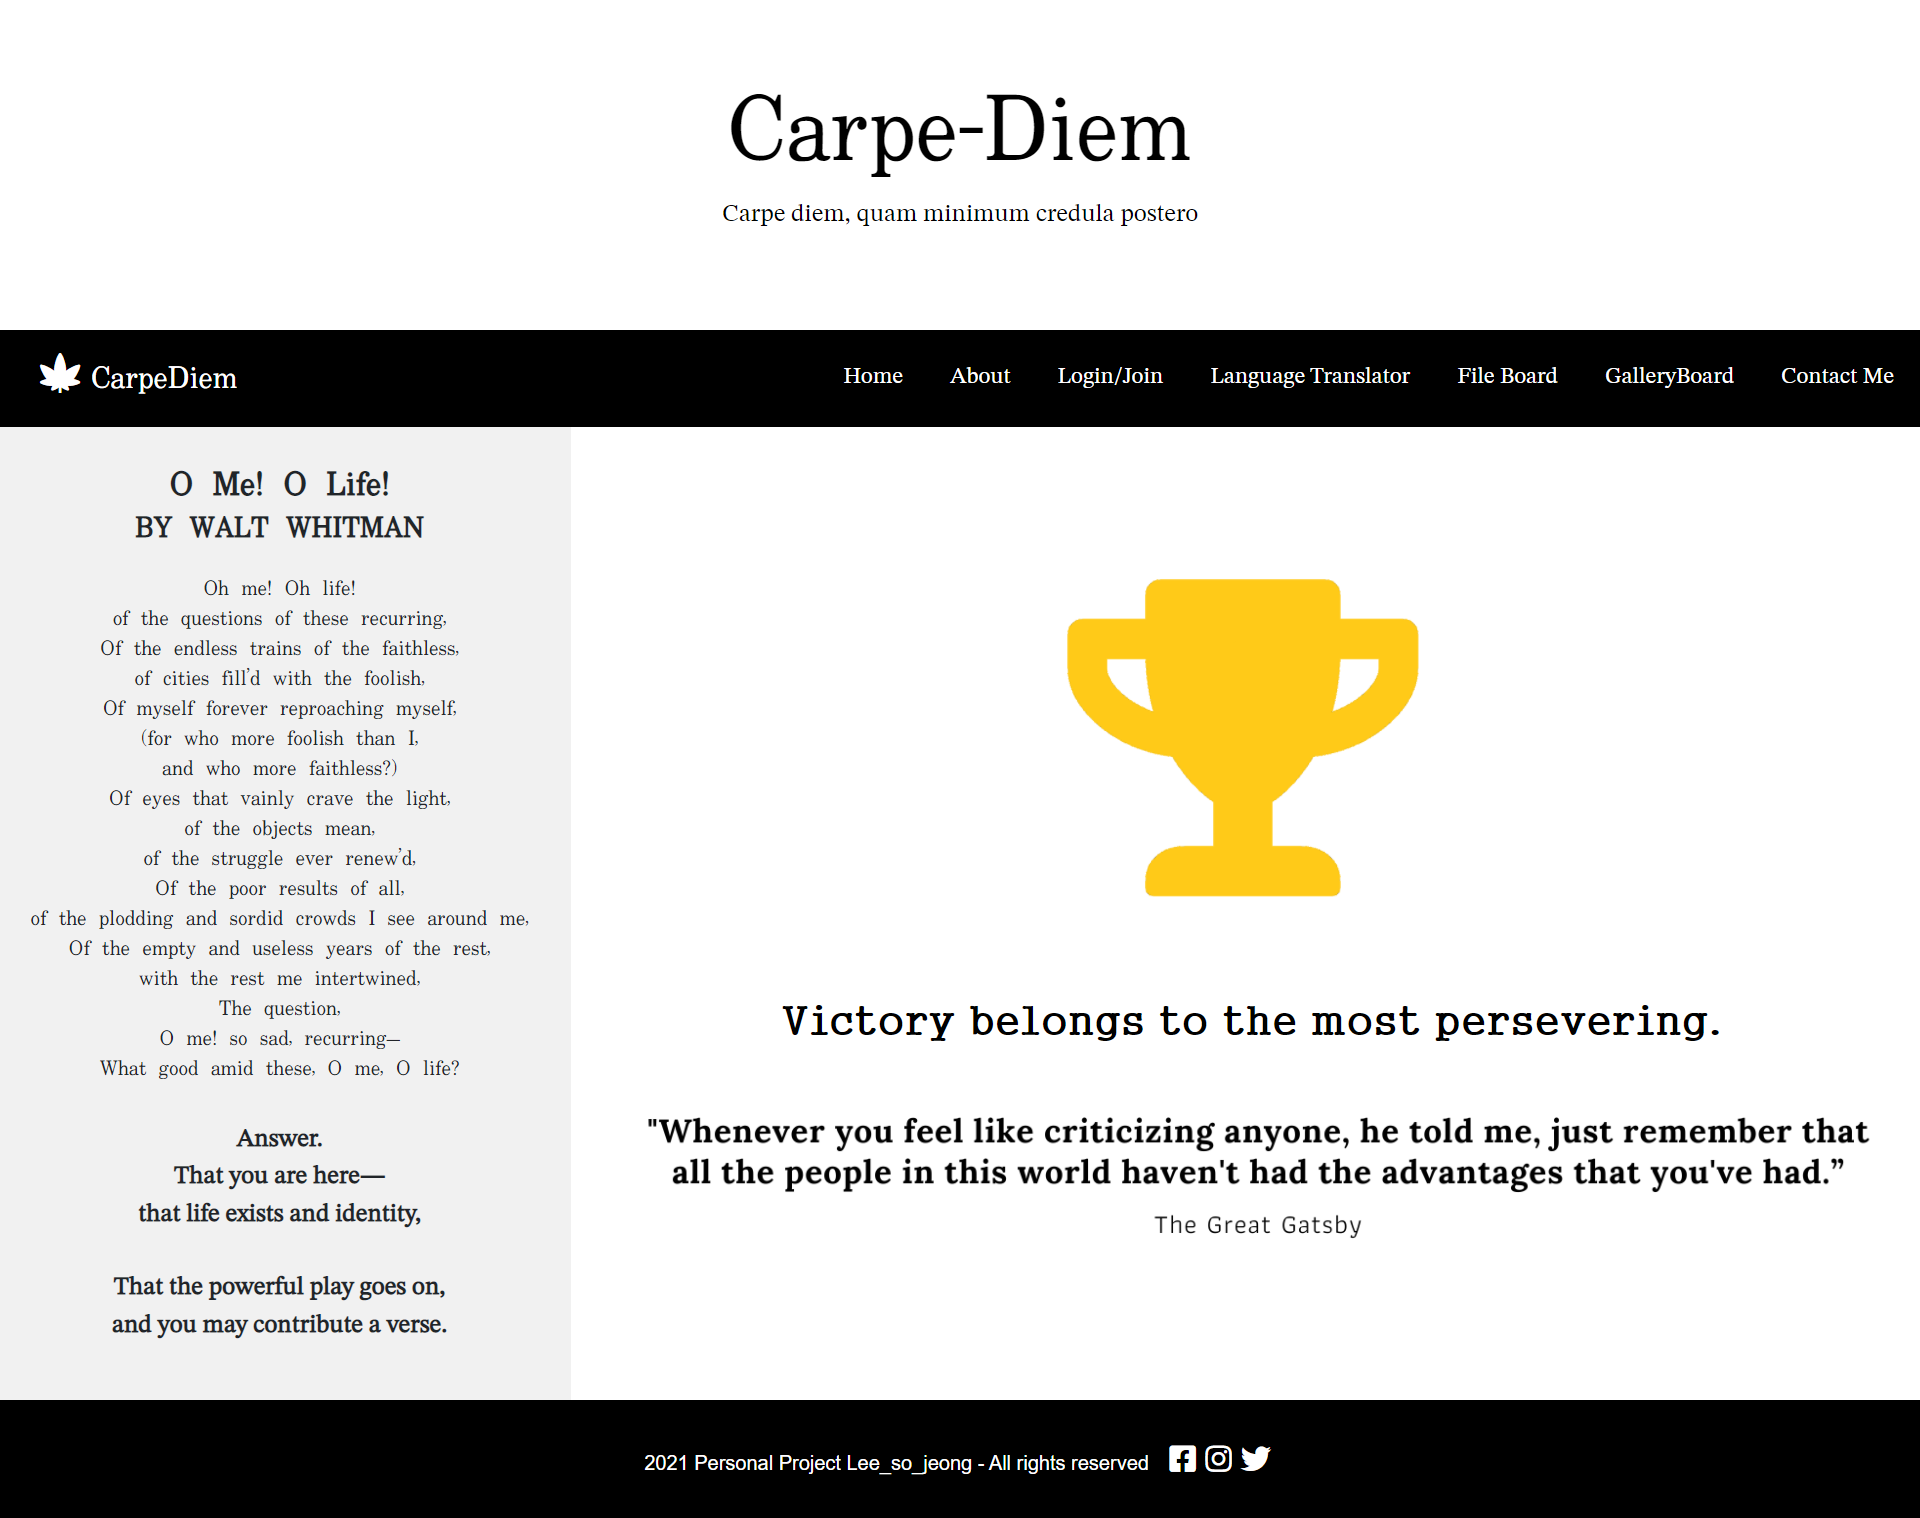 Carpe-Diem
Carpe diem, quam minimum credula postero
CarpeDiem
Home About Login/Join Language Translator File Board GalleryBoard Contact Me
O Me! O Life!
BY WALT WHITMAN
Oh me! Oh life!
of the questions of these recurring,
Of the endless trains of the faithless,
of cities fill'd with the foolish,
Of myself forever reproaching myself,
(for who more foolish than I,
and who more faithless?)
Of eyes that vainly crave the light,
of the objects mean,
of the struggle ever renew'd,
Of the poor results of all,
of the plodding and sordid crowds I see around me,
Of the empty and useless years of the rest,
with the rest me intertwined,
The question,
O me! so sad, recurring—
What good amid these, O me, O life?
Answer.
That you are here—
that life exists and identity,
That the powerful play goes on,
and you may contribute a verse.
Victory belongs to the most persevering.
"Whenever you feel like criticizing anyone, he told me, just remember that
all the people in this world haven't had the advantages that you've had.”
The Great Gatsby
2021 Personal Project Lee_so_jeong - All rights reserved